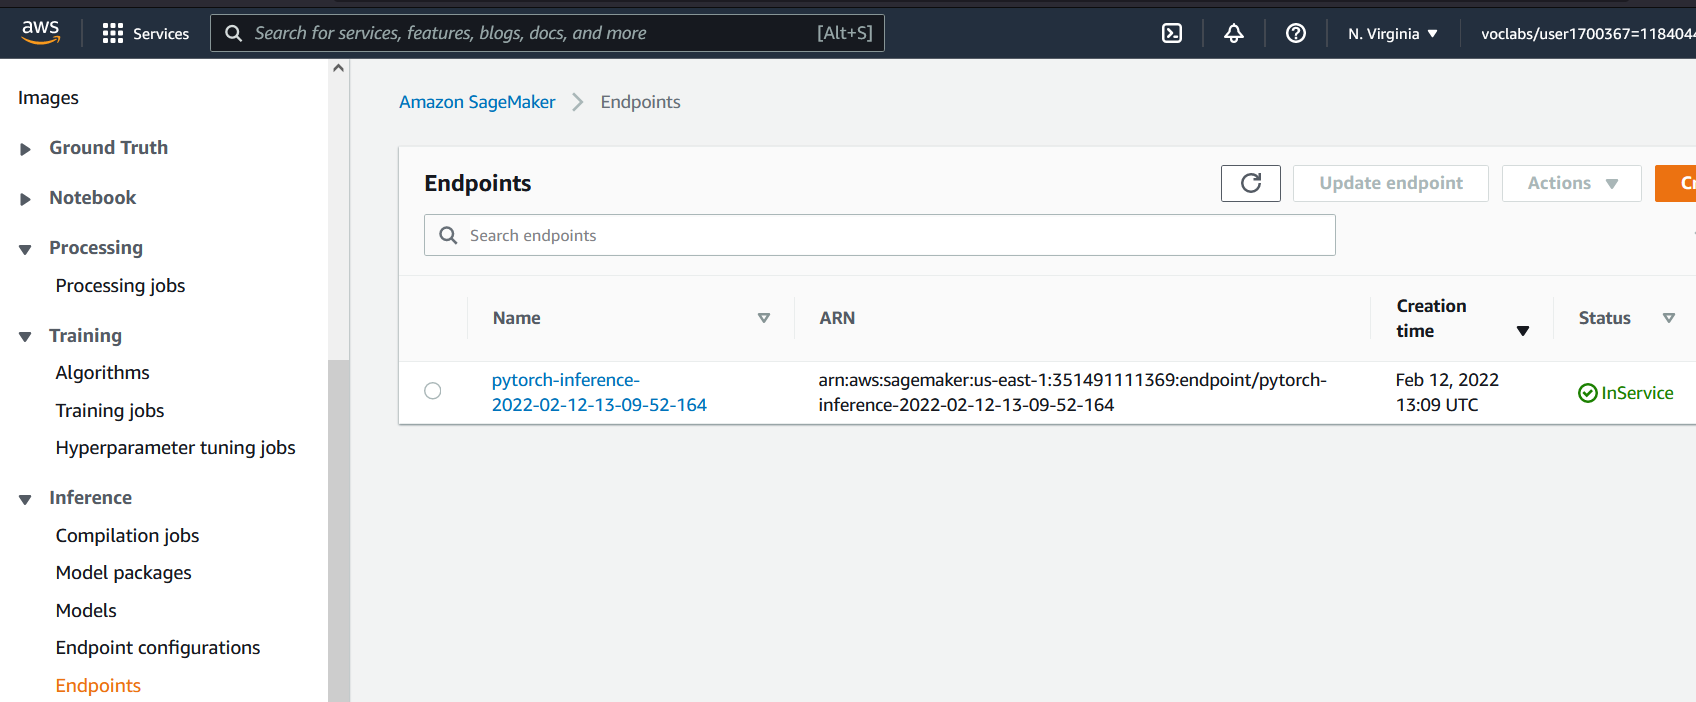 aws
Services
Search for services, features, blogs, docs, and more
[Alt+S]
N. Virginia
voclabs/user1700367=118404
Images
Ground Truth
Notebook
Processing
Processing jobs
Training
Algorithms
Training jobs
Hyperparameter tuning jobs
Inference
Compilation jobs
Model packages
Models
Endpoint configurations
Endpoints
Amazon SageMaker
Endpoints
Endpoints
Update endpoint
Actions
Search endpoints
Name
ARN
Creation
time
Status
pytorch-inference-
2022-02-12-13-09-52-164
arn:aws:sagemaker:us-east-1:351491111369:endpoint/pytorch-
inference-2022-02-12-13-09-52-164
Feb 12, 2022
13:09 UTC
InService